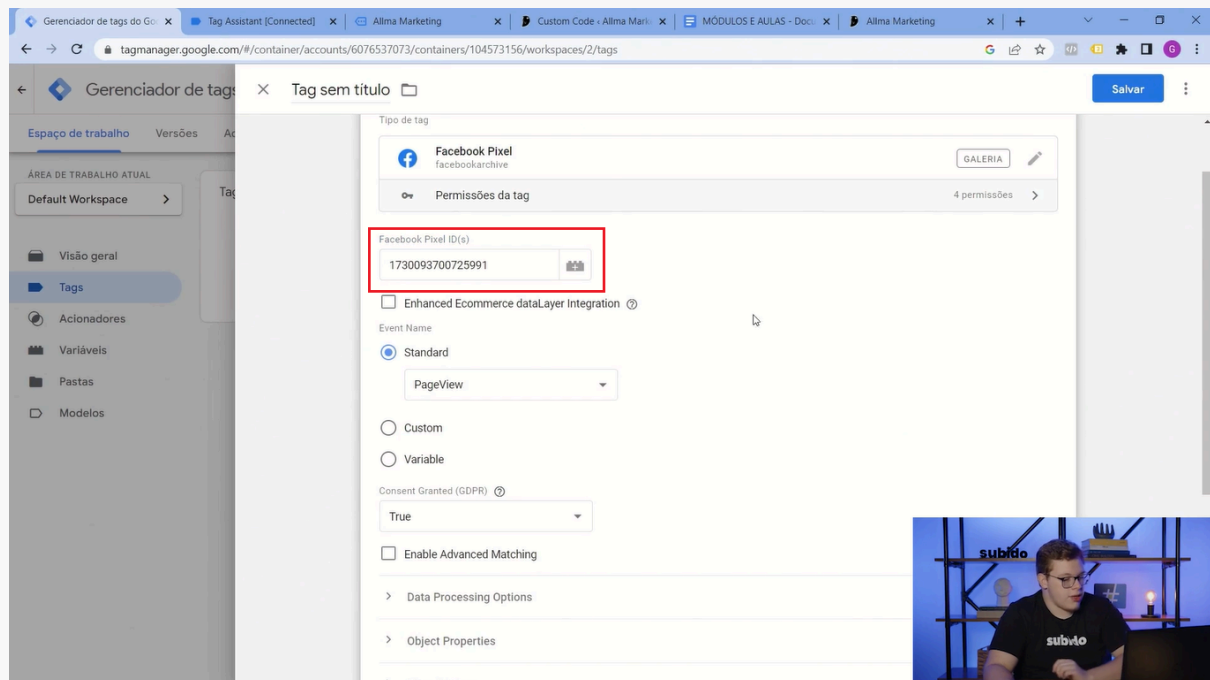 Gerenciador de tags do Go
Tag Assistant [Connected]
Allma Marketing
Custom Code ‹ Allma Mark
MÓDULOS E AULAS - Docu
Allma Marketing
tagmanager.google.com/#/container/accounts/6076537073/containers/104573156/workspaces/2/tags
G
Gerenciador de tags
Tag sem título
Salvar
Espaço de trabalho
Versões
Ac
Tipo de tag
Facebook Pixel
facebookarchive
GALERIA
ÁREA DE TRABALHO ATUAL
Default Workspace
Tag
Permissões da tag
4 permissões
Facebook Pixel ID(s)
1730093700725991
Visão geral
Tags
Acionadores
Variáveis
Pastas
Modelos
Enhanced Ecommerce dataLayer Integration
Event Name
Standard
PageView
Custom
Variable
Consent Granted (GDPR)
True
Enable Advanced Matching
Data Processing Options
Object Properties
subido
#
subido